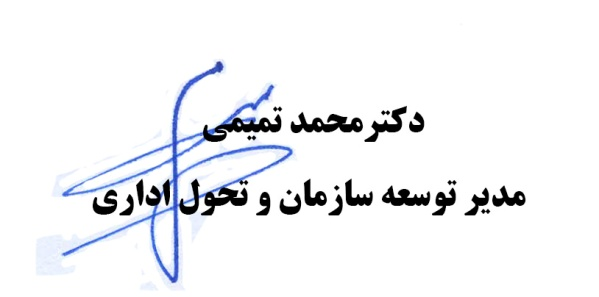 دکتر محمد تمیمی
مدیر توسعه سازمان و تحول اداری